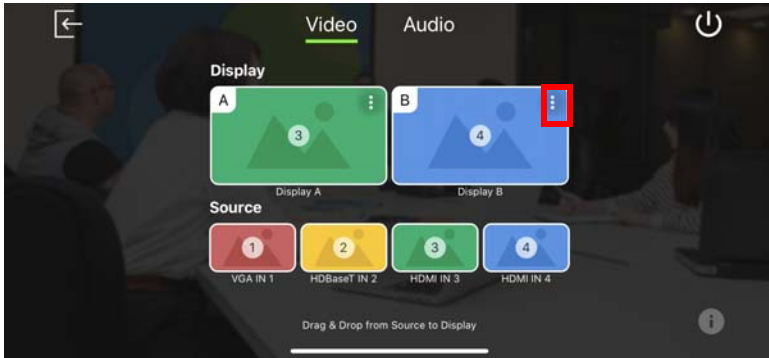 Video Audio
Display
A B
3 4
Display A Display B
Source
1 2 3 4
VGA IN 1 HDBaseT IN 2 HDMI IN 3 HDMI IN 4
Drag & Drop from Source to Display
i